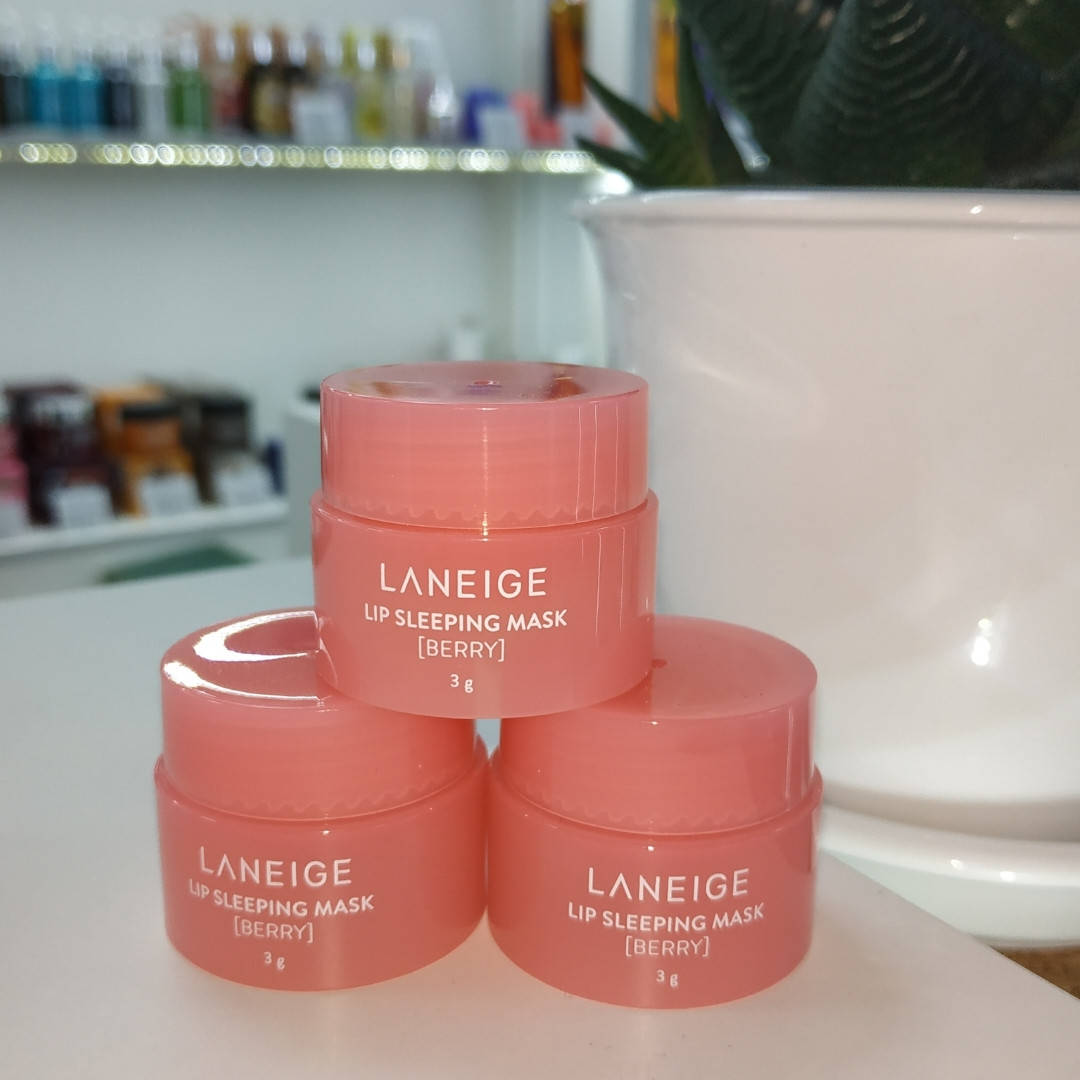 LANEIGE
LIP SLEEPING MASK
[BERRY]
3 g
LANEIGE
LIP SLEEPING MASK
[BERRY]
3 g
LANEIGE
LIP SLEEPING MASK
[BERRY]
3 g